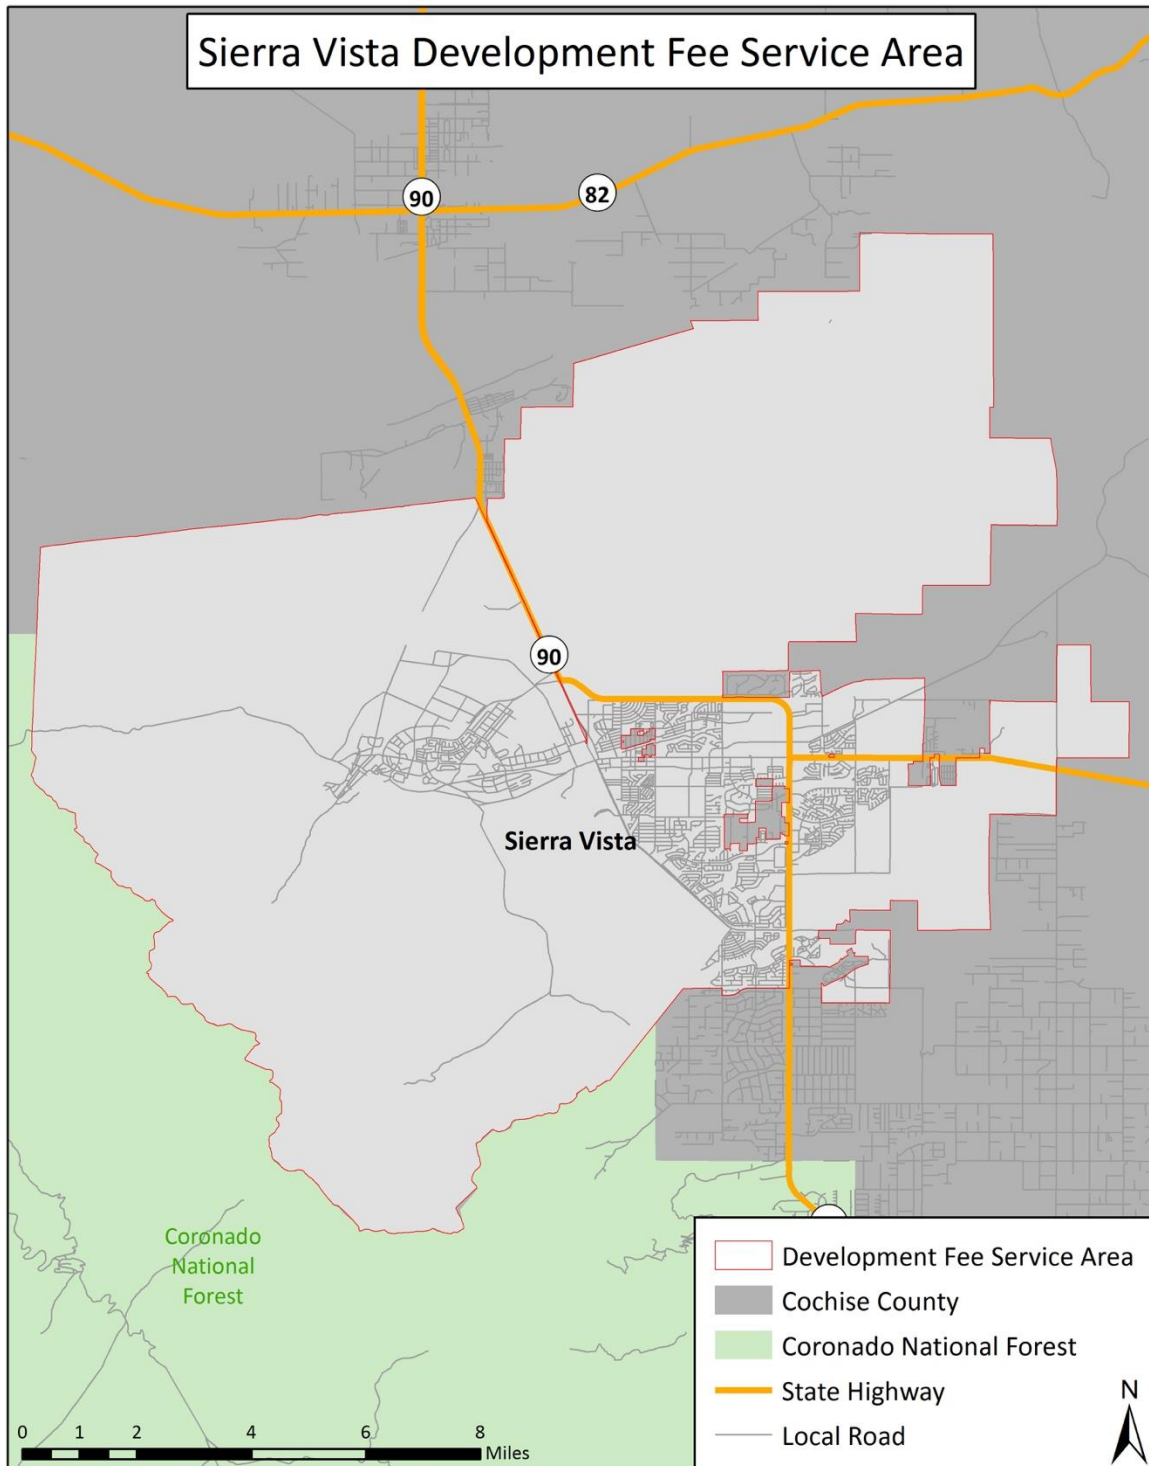 Sierra Vista Development Fee Service Area
90
82
90
Sierra Vista
Coronado
National
Forest
Development Fee Service Area
Cochise County
Coronado National Forest
State Highway
Local Road
N
0 1 2 4 6 8
Miles